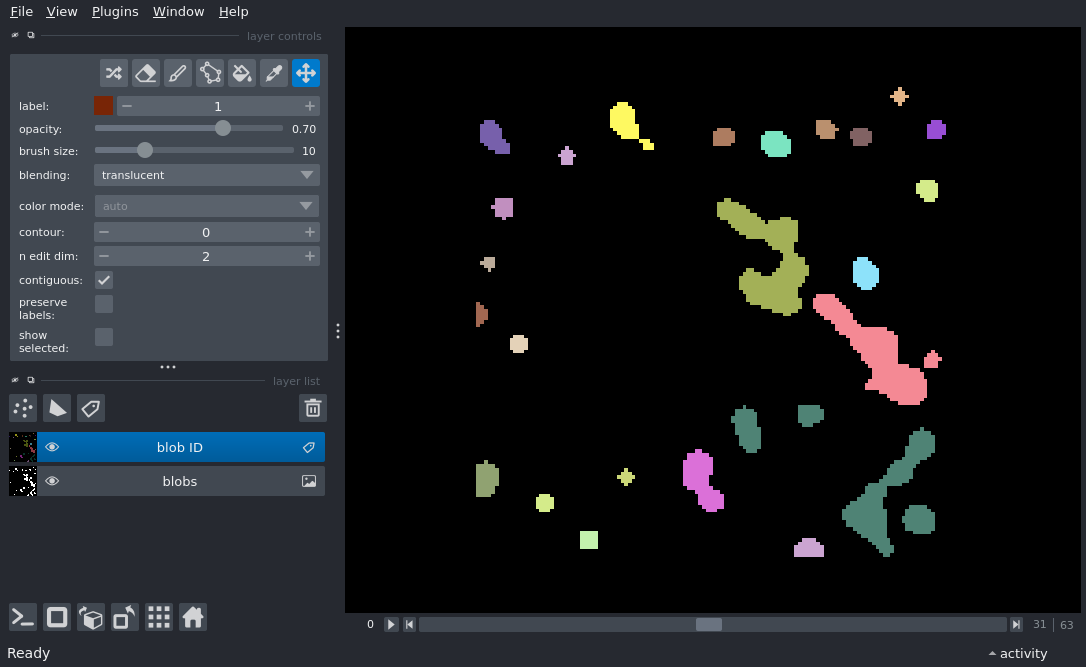 File View Plugins Window Help
layer controls
label: 1
opacity: 0.70
brush size: 10
blending: translucent
color mode: auto
contour: 0
n edit dim: 2
contiguous:
preserve
labels:
show
selected:
layer list
blob ID
blobs
0 31 63
Ready activity